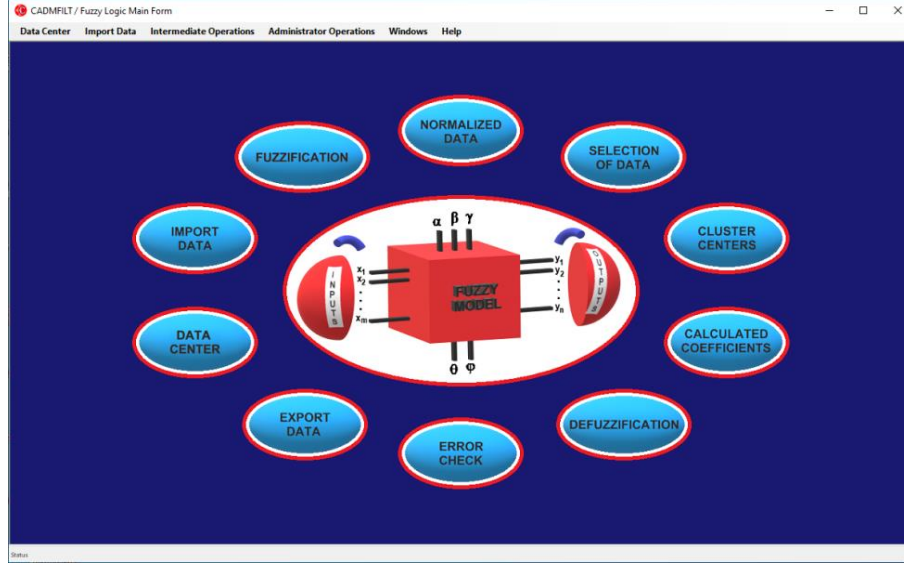 CADMFILT / Fuzzy Logic Main Form
Data Center Import Data Intermediate Operations Administrator Operations Windows Help
NORMALIZED
DATA
FUZZIFICATION
SELECTION
OF DATA
IMPORT
DATA
CLUSTER
CENTERS
α β γ
INPUTS
x1
x2
xm
FUZZY
MODEL
y1
y2
yn
OUTPUTS
θ φ
DATA
CENTER
CALCULATED
COEFFICIENTS
EXPORT
DATA
DEFUZZIFICATION
ERROR
CHECK
Status